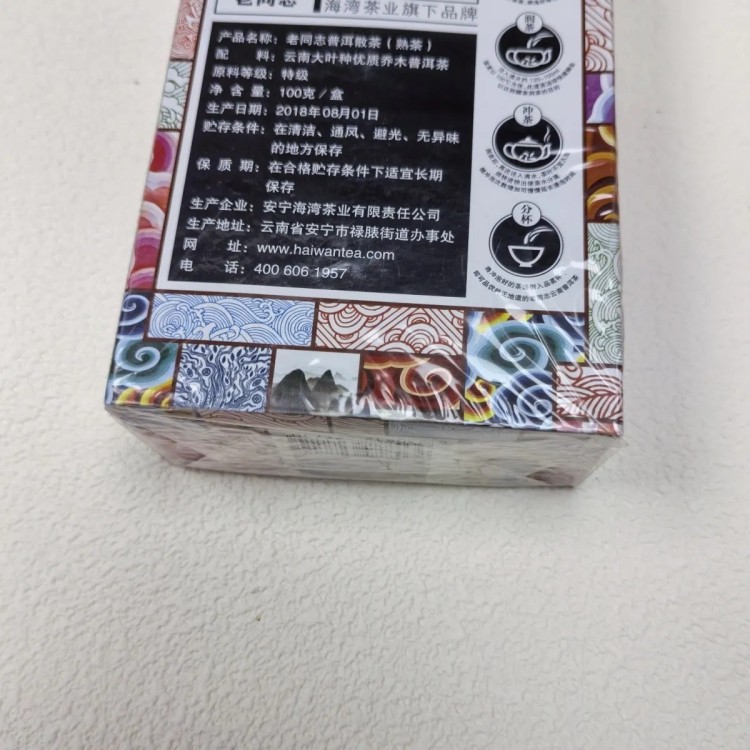 老同志
海湾茶业旗下品牌
产品名称：老同志普洱散茶（熟茶）
配　　料：云南大叶种优质乔木普洱茶
原料等级：特级
净 含 量：100克／盒
生产日期：2018年08月01日
贮存条件：在清洁、通风、避光、无异味
的地方保存
保 质 期：在合格贮存条件下适宜长期
保存
生产企业：安宁海湾茶业有限责任公司
生产地址：云南省安宁市禄脿街道办事处
网　　址：www.haiwantea.com
电　　话：400 606 1957
润茶
冲茶
分杯